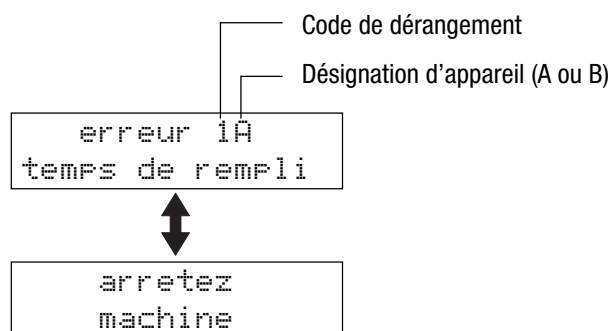 Code de dérangement
Désignation d’appareil (A ou B)
erreur 1A
temps de rempli
arretez
machine